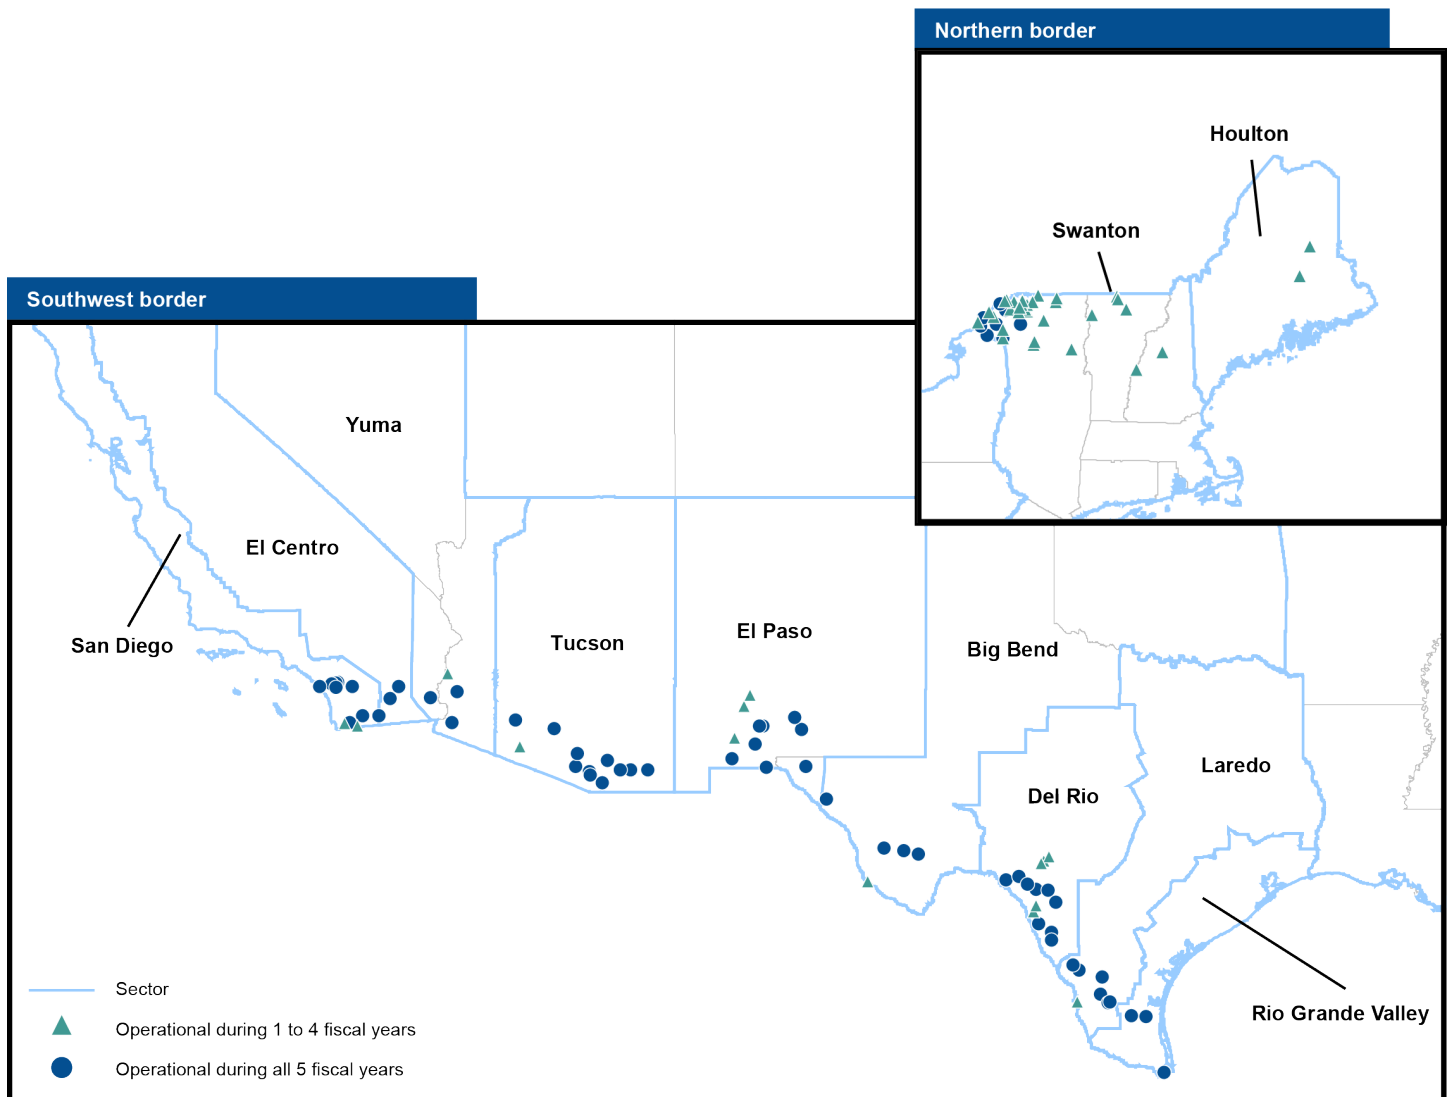 Northern border
Houlton
Swanton
Southwest border
Yuma
El Centro
San Diego
Tucson
El Paso
Big Bend
Laredo
Del Rio
Rio Grande Valley
Sector
Operational during 1 to 4 fiscal years
Operational during all 5 fiscal years